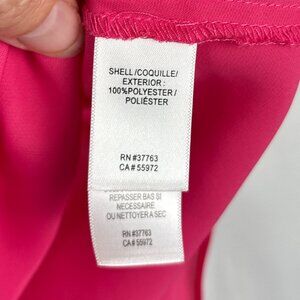 SHELL/COQUILLE/
EXTERIOR:
100%POLYESTER/
POLIÉSTER
RN#37763
CA#55972
REPASSER BAS SI
NECESSAIRE
OU NETTOYER A SEC
RN#37763
CA#55972